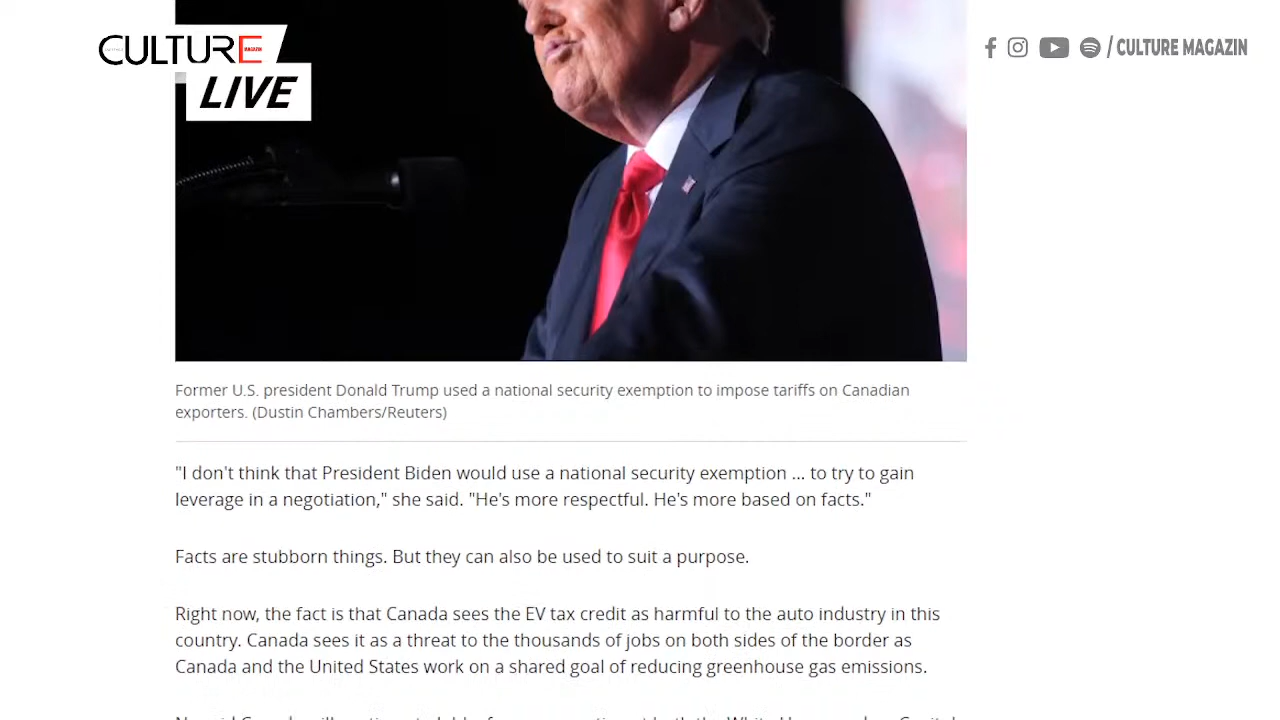 CULTURE
MAGAZIN
LIVE
/ CULTURE MAGAZIN
Former U.S. president Donald Trump used a national security exemption to impose tariffs on Canadian
exporters. (Dustin Chambers/Reuters)
"I don't think that President Biden would use a national security exemption ... to try to gain
leverage in a negotiation," she said. "He's more respectful. He's more based on facts."
Facts are stubborn things. But they can also be used to suit a purpose.
Right now, the fact is that Canada sees the EV tax credit as harmful to the auto industry in this
country. Canada sees it as a threat to the thousands of jobs on both sides of the border as
Canada and the United States work on a shared goal of reducing greenhouse gas emissions.